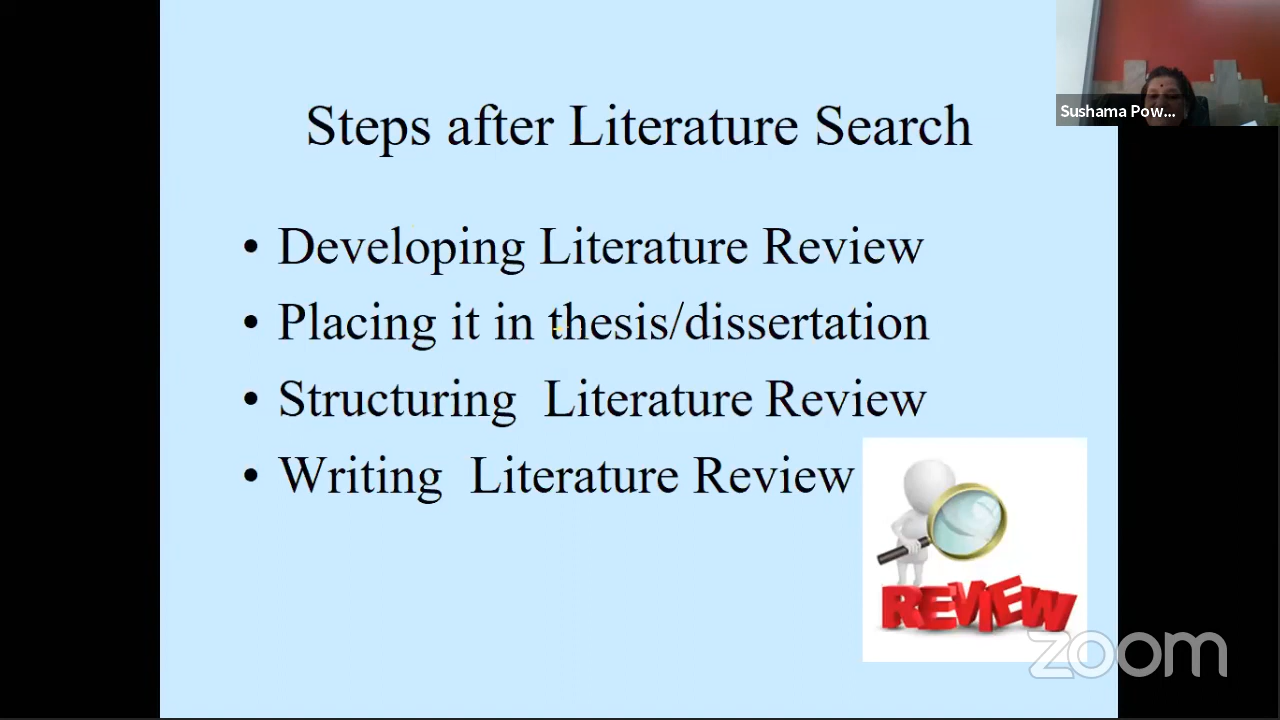 Sushama Pow...
Steps after Literature Search
• Developing Literature Review
• Placing it in thesis/dissertation
• Structuring Literature Review
• Writing Literature Review
REVIEW
zoom